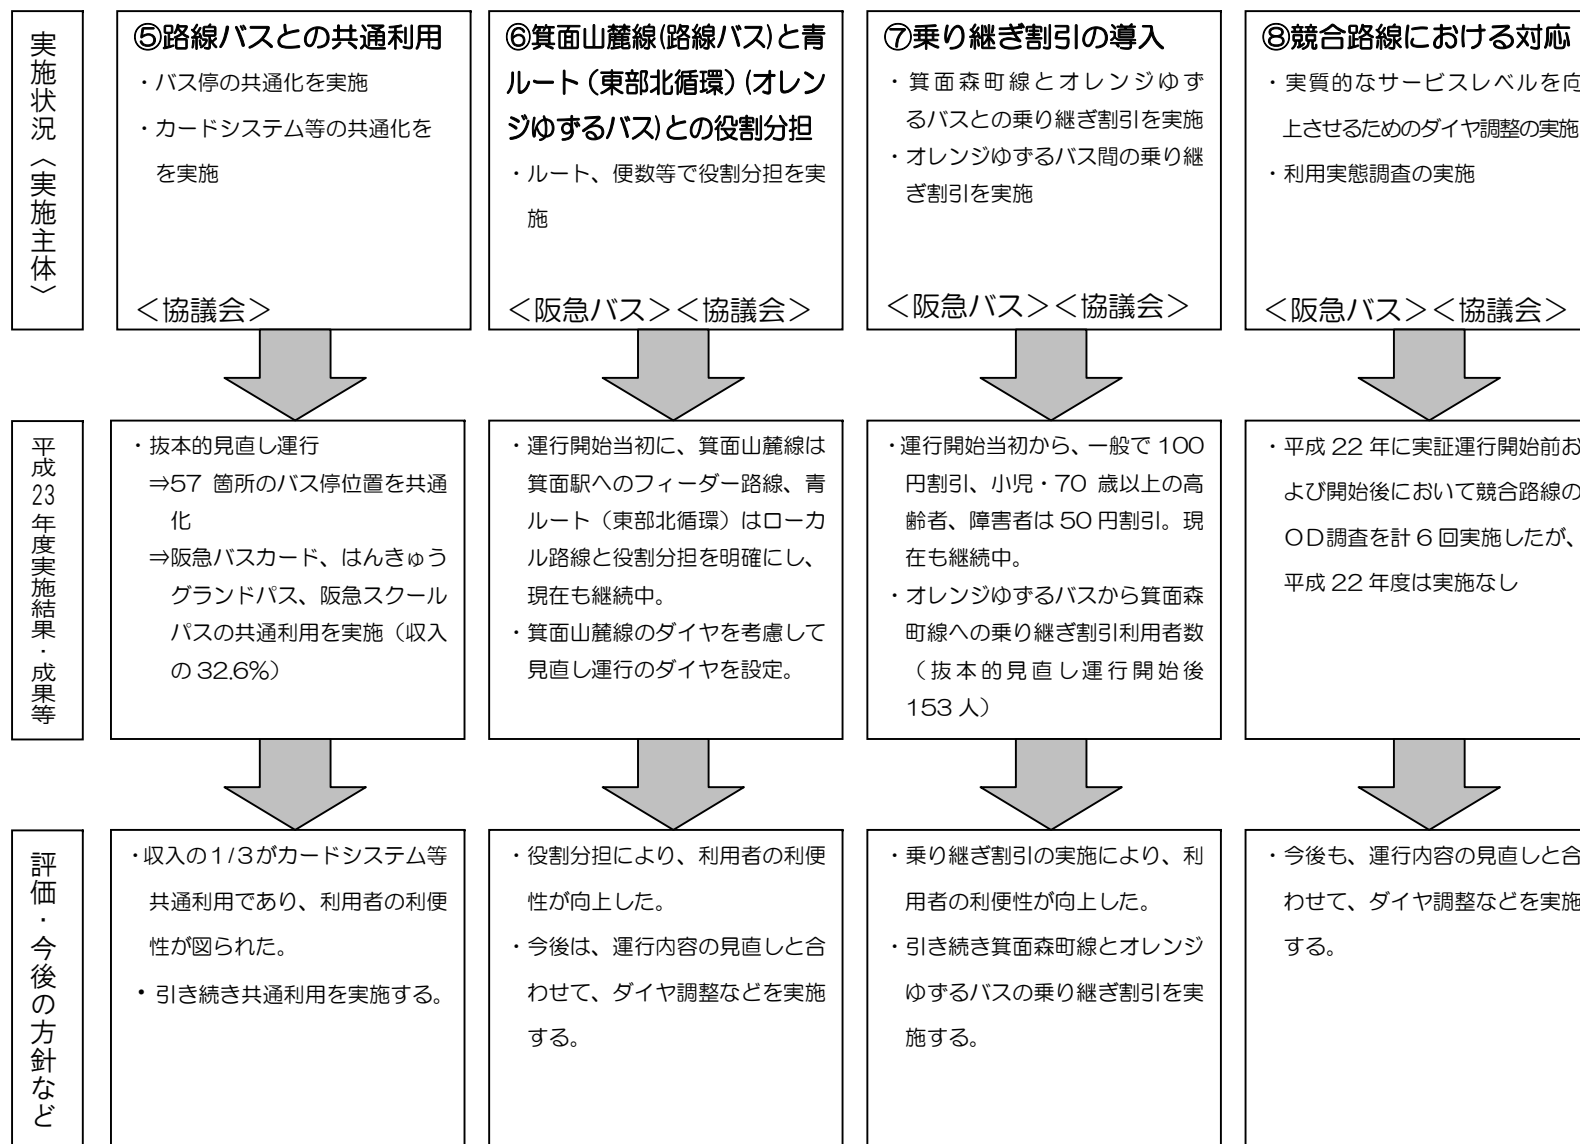 実施状況〈実施主体〉
⑤路線バスとの共通利用
・バス停の共通化を実施
・カードシステム等の共通化を
を実施
＜協議会＞
⑥箕面山麓線(路線バス)と青
ルート（東部北循環）(オレン
ジゆずるバス)との役割分担
・ルート、便数等で役割分担を実
施
＜阪急バス＞＜協議会＞
⑦乗り継ぎ割引の導入
・箕面森町線とオレンジゆず
るバスとの乗り継ぎ割引を実施
・オレンジゆずるバス間の乗り継
ぎ割引を実施
＜阪急バス＞＜協議会＞
⑧競合路線における対応
・実質的なサービスレベルを向
上させるためのダイヤ調整の実施
・利用実態調査の実施
＜阪急バス＞＜協議会＞
平成23年度実施結果・成果等
・抜本的見直し運行
⇒57 箇所のバス停位置を共通
化
⇒阪急バスカード、はんきゅう
グランドパス、阪急スクール
パスの共通利用を実施（収入
の 32.6%）
・運行開始当初に、箕面山麓線は
箕面駅へのフィーダー路線、青
ルート（東部北循環）はローカ
ル路線と役割分担を明確にし、
現在も継続中。
・箕面山麓線のダイヤを考慮して
見直し運行のダイヤを設定。
・運行開始当初から、一般で 100
円割引、小児・70 歳以上の高
齢者、障害者は 50 円割引。現
在も継続中。
・オレンジゆずるバスから箕面森
町線への乗り継ぎ割引利用者数
（抜本的見直し運行開始後
153 人）
・平成 22 年に実証運行開始前お
よび開始後において競合路線の
ＯＤ調査を計 6 回実施したが、
平成 22 年度は実施なし
評価・今後の方針など
・収入の１/３がカードシステム等
共通利用であり、利用者の利便
性が図られた。
・引き続き共通利用を実施する。
・役割分担により、利用者の利便
性が向上した。
・今後は、運行内容の見直しと合
わせて、ダイヤ調整などを実施
する。
・乗り継ぎ割引の実施により、利
用者の利便性が向上した。
・引き続き箕面森町線とオレンジ
ゆずるバスの乗り継ぎ割引を実
施する。
・今後も、運行内容の見直しと合
わせて、ダイヤ調整などを実施
する。